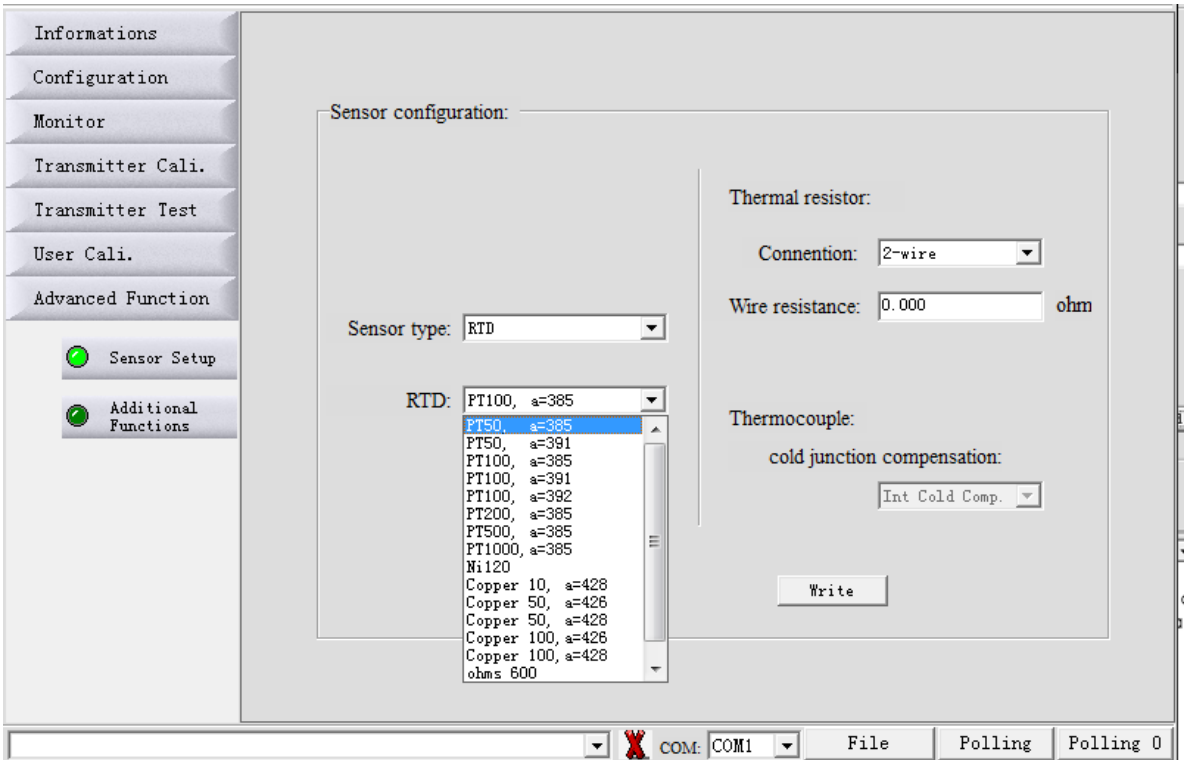 Informations
Configuration
Monitor
Transmitter Cali.
Transmitter Test
User Cali.
Advanced Function
Sensor Setup
Additional
Functions
Sensor configuration:
Sensor type: RTD
RTD: PT100, a=385
PT50, a=385
PT50, a=391
PT100, a=385
PT100, a=391
PT100, a=392
PT200, a=385
PT500, a=385
PT1000, a=385
Ni120
Copper 10, a=428
Copper 50, a=426
Copper 50, a=428
Copper 100, a=426
Copper 100, a=428
ohms 600
Thermal resistor:
Connention: 2-wire
Wire resistance: 0.000 ohm
Thermocouple:
cold junction compensation:
Int Cold Comp.
Write
COM: COM1 File Polling Polling 0